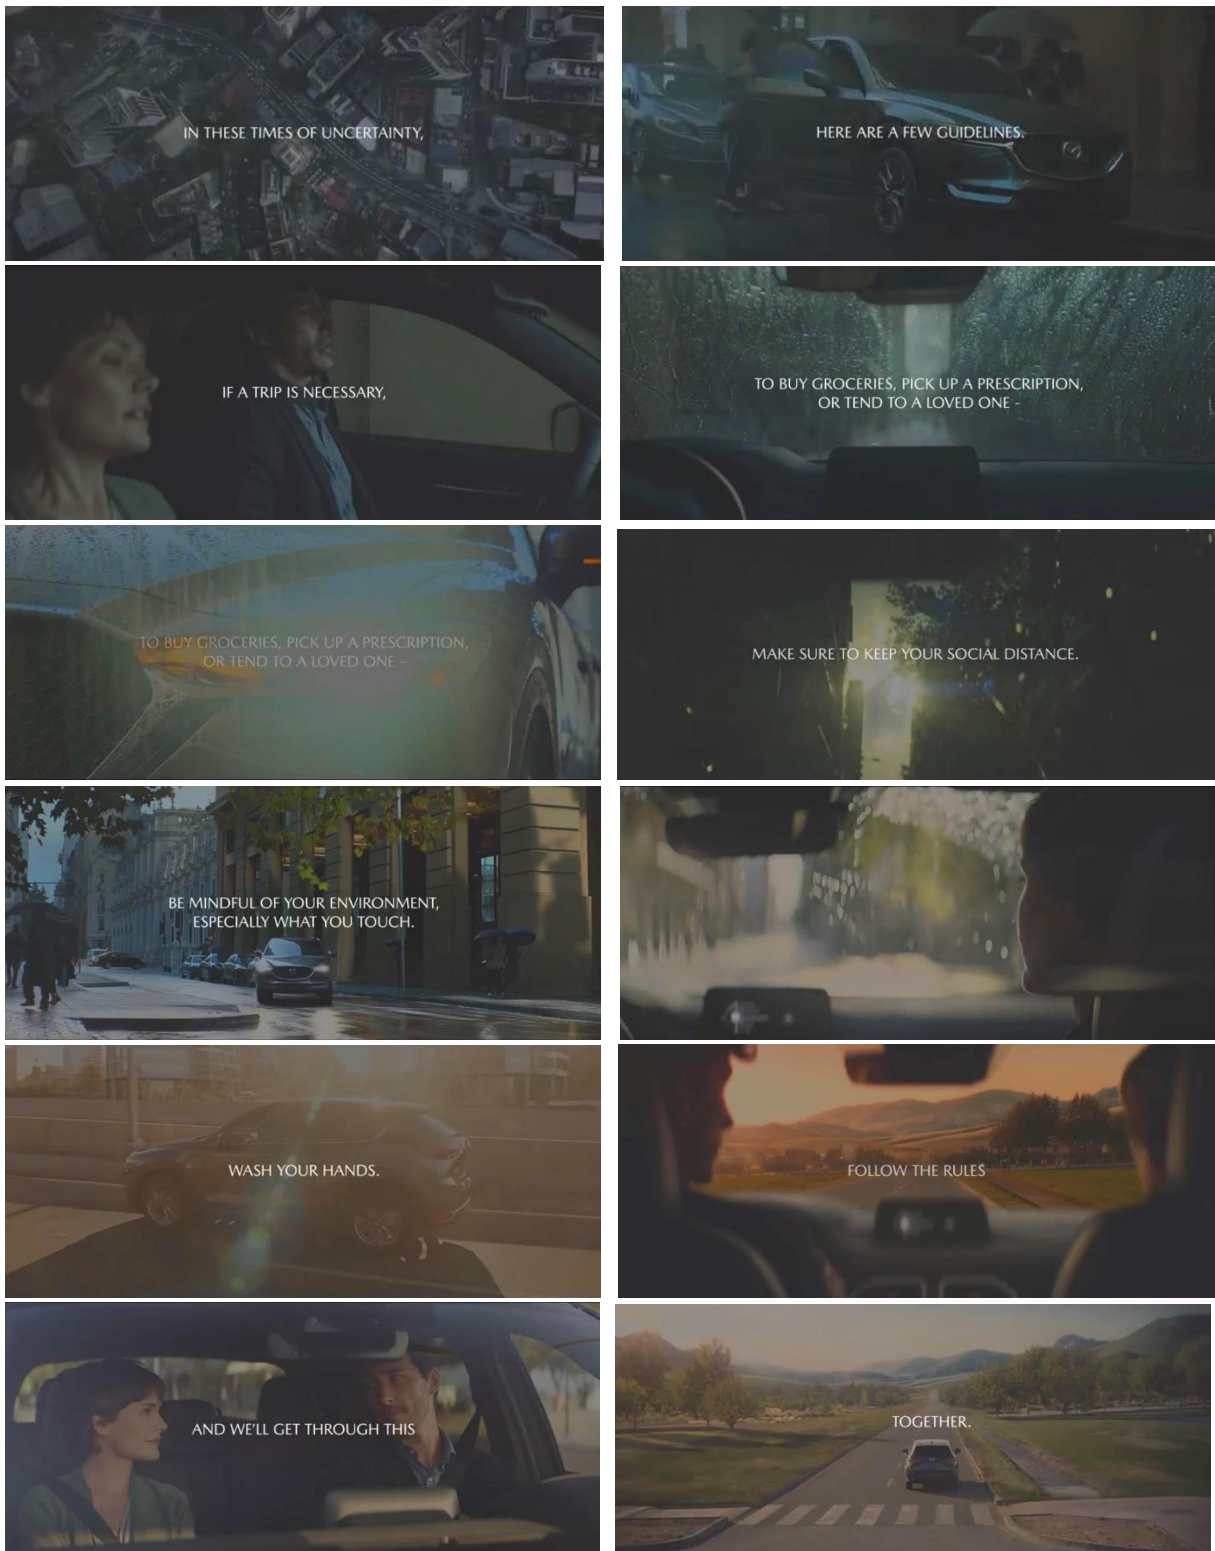 IN THESE TIMES OF UNCERTAINTY,
HERE ARE A FEW GUIDELINES.
IF A TRIP IS NECESSARY,
TO BUY GROCERIES, PICK UP A PRESCRIPTION,
OR TEND TO A LOVED ONE -
TO BUY GROCERIES, PICK UP A PRESCRIPTION,
OR TEND TO A LOVED ONE -
MAKE SURE TO KEEP YOUR SOCIAL DISTANCE.
BE MINDFUL OF YOUR ENVIRONMENT,
ESPECIALLY WHAT YOU TOUCH.
WASH YOUR HANDS.
FOLLOW THE RULES
AND WE'LL GET THROUGH THIS
TOGETHER.